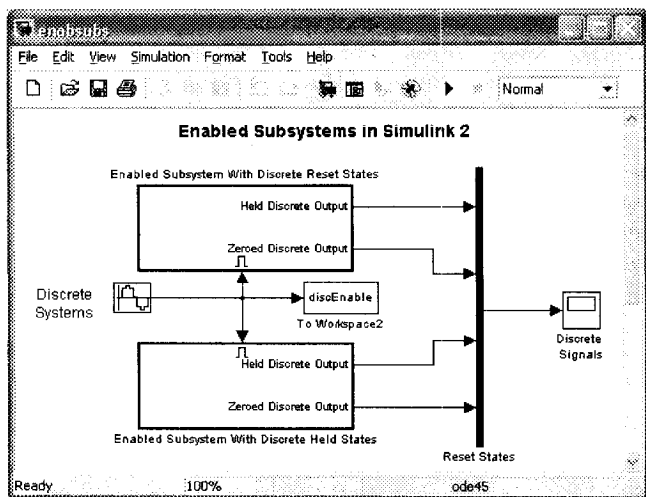 enabsubs
File Edit View Simulation Format Tools Help
Normal
Enabled Subsystems in Simulink 2
Enabled Subsystem With Discrete Reset States
Held Discrete Output
Zeroed Discrete Output
Discrete
Systems
discEnable
To Workspace2
Held Discrete Output
Zeroed Discrete Output
Enabled Subsystem With Discrete Held States
Discrete
Signals
Reset States
Ready 100% ode45